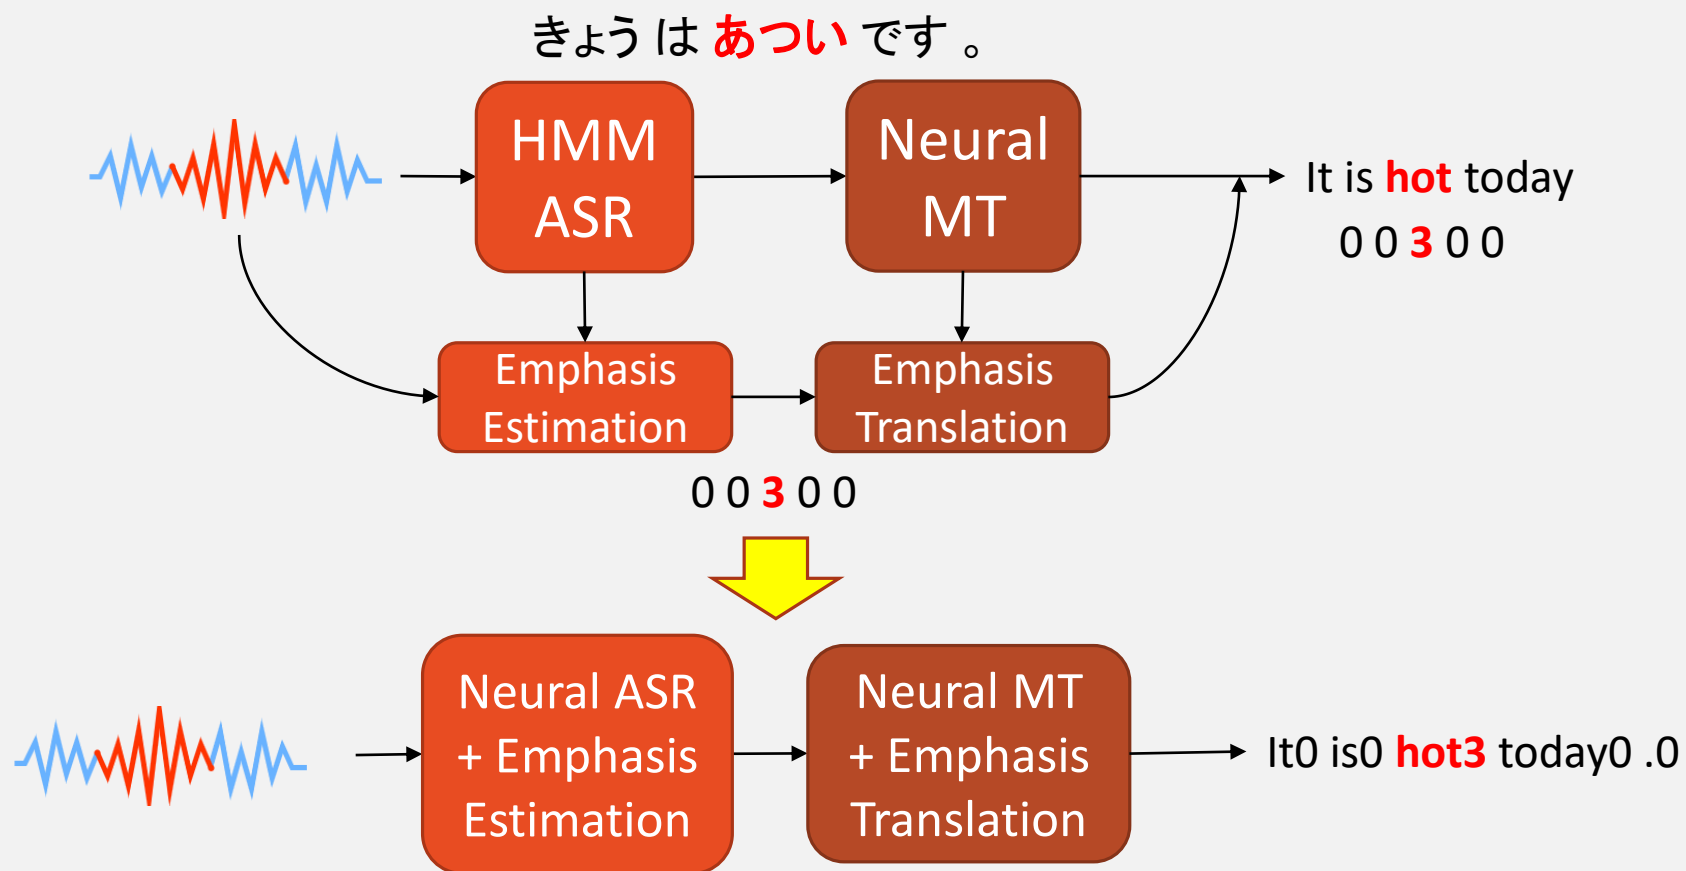 きょう は あつい です 。
HMM
ASR
Neural
MT
It is hot today
0 0 3 0 0
Emphasis
Estimation
Emphasis
Translation
0 0 3 0 0
Neural ASR
+ Emphasis
Estimation
Neural MT
+ Emphasis
Translation
It0 is0 hot3 today0 .0